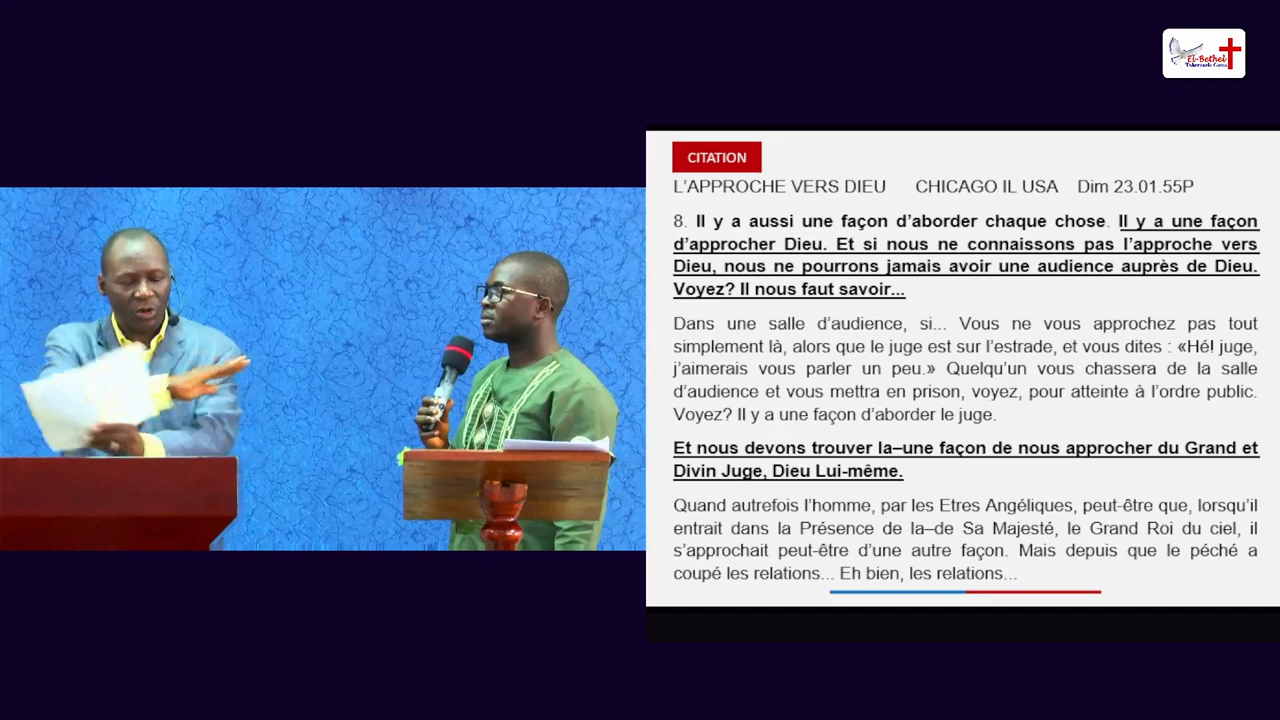 El-Bethel
CITATION
L'APPROCHE VERS DIEU CHICAGO IL USA Dim 23.01.55P
8. Il y a aussi une façon d'aborder chaque chose. Il y a une façon
d'approcher Dieu. Et si nous ne connaissons pas l'approche vers
Dieu, nous ne pourrons jamais avoir une audience auprès de Dieu.
Voyez? Il nous faut savoir...
Dans une salle d'audience, si... Vous ne vous approchez pas tout
simplement là, alors que le juge est sur l'estrade, et vous dites : «Hé! juge,
j'aimerais vous parler un peu.» Quelqu'un vous chassera de la salle
d'audience et vous mettra en prison, voyez, pour atteinte à l'ordre public.
Voyez? Il y a une façon d'aborder le juge.
Et nous devons trouver la–une façon de nous approcher du Grand et
Divin Juge, Dieu Lui-même.
Quand autrefois l'homme, par les Etres Angéliques, peut-être que, lorsqu'il
entrait dans la Présence de la–de Sa Majesté, le Grand Roi du ciel, il
s'approchait peut-être d'une autre façon. Mais depuis que le péché a
coupé les relations... Eh bien, les relations...